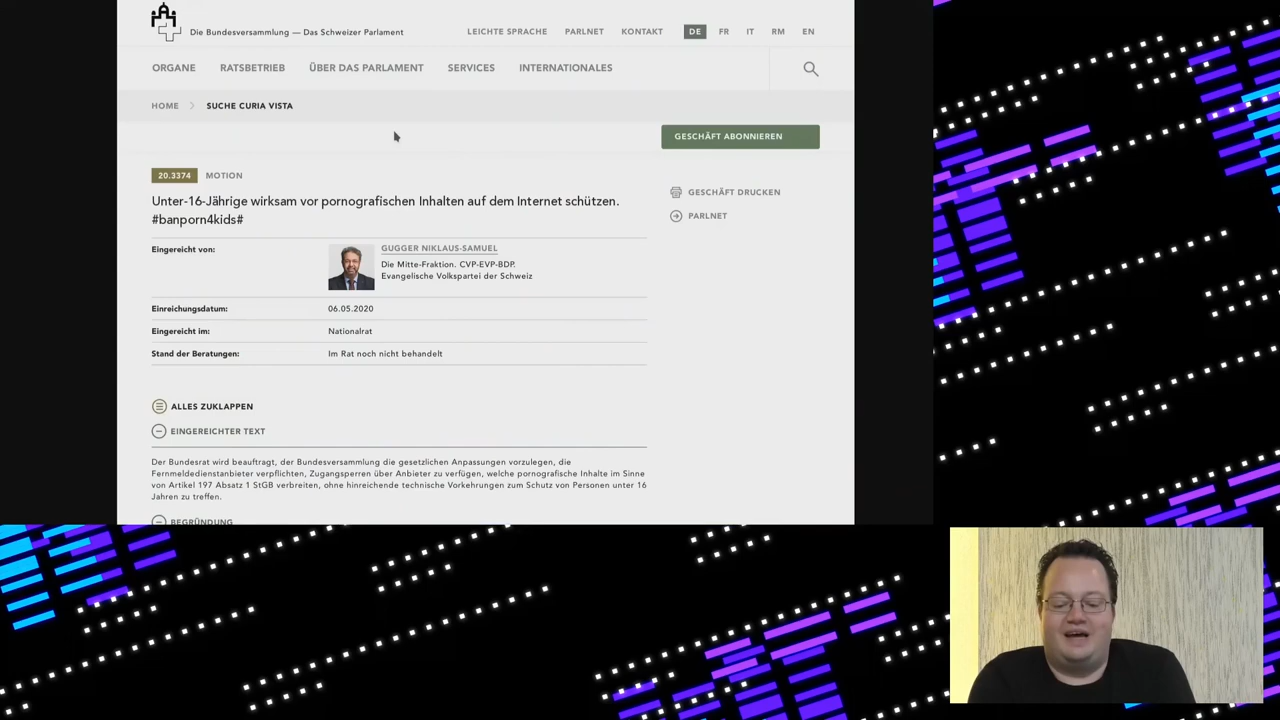 Die Bundesversammlung — Das Schweizer Parlament
LEICHTE SPRACHE PARLNET KONTAKT DE FR IT RM EN
ORGANE RATSBETRIEB ÜBER DAS PARLAMENT SERVICES INTERNATIONALES
HOME SUCHE CURIA VISTA
GESCHÄFT ABONNIEREN
20.3374 MOTION
GESCHÄFT DRUCKEN
PARLNET
Unter-16-Jährige wirksam vor pornografischen Inhalten auf dem Internet schützen.
#banporn4kids#
Eingereicht von:
GUGGER NIKLAUS-SAMUEL
Die Mitte-Fraktion. CVP-EVP-BDP.
Evangelische Volkspartei der Schweiz
Einreichungsdatum: 06.05.2020
Eingereicht im: Nationalrat
Stand der Beratungen: Im Rat noch nicht behandelt
ALLES ZUKLAPPEN
EINGEREICHTER TEXT
Der Bundesrat wird beauftragt, der Bundesversammlung die gesetzlichen Anpassungen vorzulegen, die
Fernmeldedienstanbieter verpflichten, Zugangsperren über Anbieter zu verfügen, welche pornografische Inhalte im Sinne
von Artikel 197 Absatz 1 StGB verbreiten, ohne hinreichende technische Vorkehrungen zum Schutz von Personen unter 16
Jahren zu treffen.
BEGRÜNDUNG